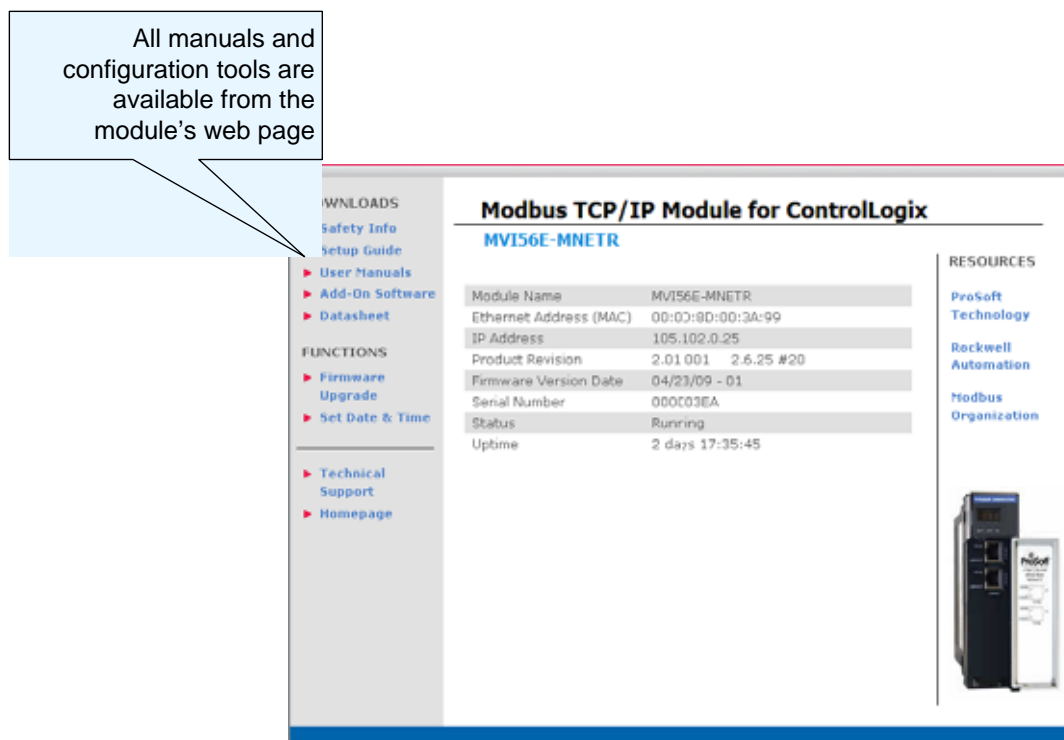 All manuals and
configuration tools are
available from the
module's web page
OWNLOADS
Safety Info
Setup Guide
User Manuals
Add-On Software
Datasheet
FUNCTIONS
Firmware
Upgrade
Set Date & Time
Technical
Support
Homepage
Modbus TCP/IP Module for ControlLogix
MVI56E-MNETR
Module Name MVI56E-MNETR
Ethernet Address (MAC) 00:0D:8D:00:3A:99
IP Address 105.102.0.25
Product Revision 2.01 001 2.6.25 #20
Firmware Version Date 04/23/09 - 01
Serial Number 000C03EA
Status Running
Uptime 2 days 17:35:45
RESOURCES
ProSoft
Technology
Rockwell
Automation
Modbus
Organization
ProSoft